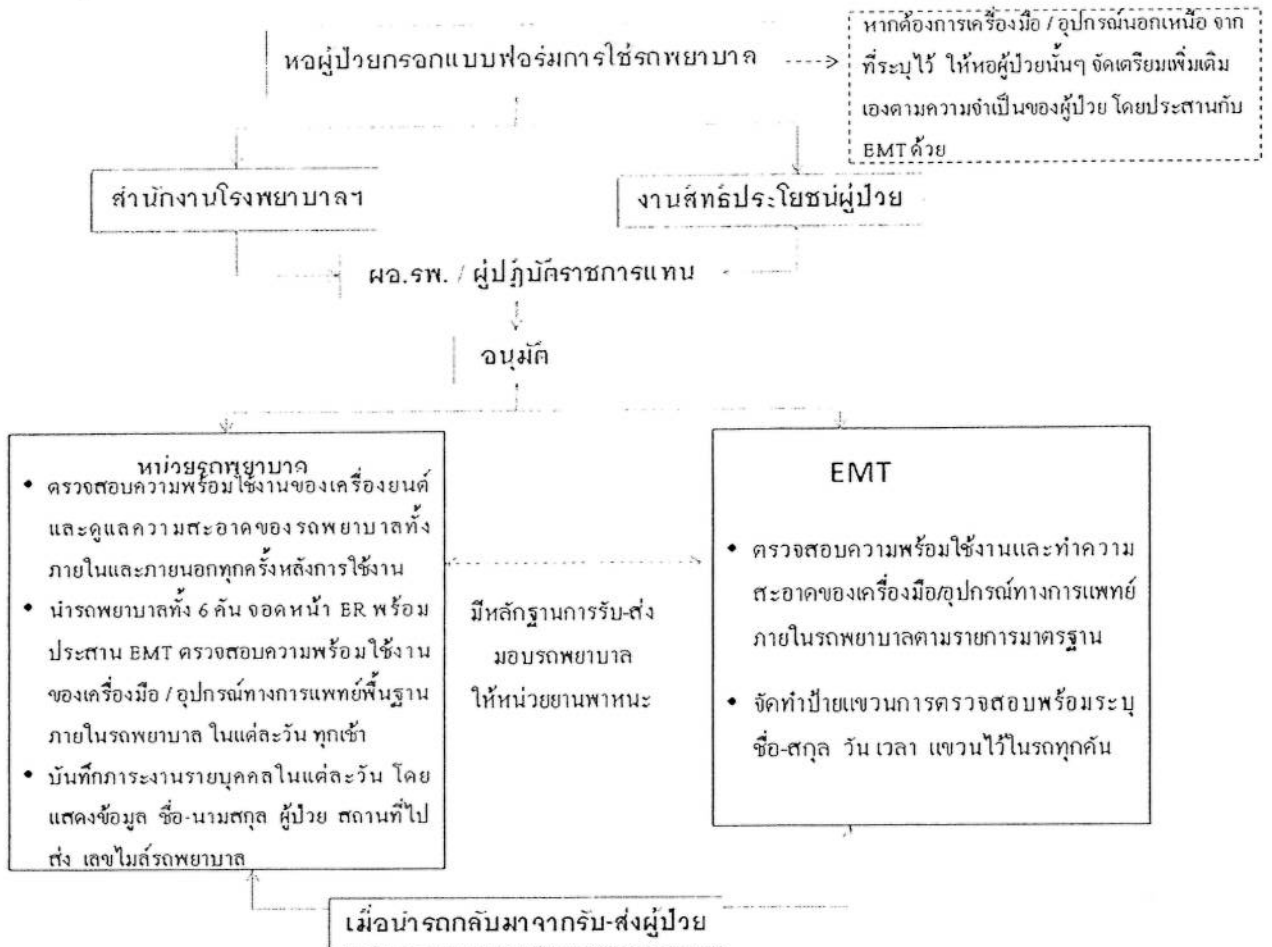 หอผู้ป่วยกรอกแบบฟอร์มการใช้รถพยาบาล
หากต้องการเครื่องมือ / อุปกรณ์นอกเหนือ จาก
ที่ระบุไว้ ให้หอผู้ป่วยนั้นๆ จัดเตรียมเพิ่มเติม
เองตามความจำเป็นของผู้ป่วย โดยประสานกับ
EMT ด้วย
สำนักงานโรงพยาบาลฯ
งานสิทธิ์ประโยชน์ผู้ป่วย
ผอ.รพ. / ผู้ปฏิบัติราชการแทน
อนุมัติ
หน่วยรถพยาบาล
• ตรวจสอบความพร้อมใช้งานของเครื่องยนต์
และดูแลความสะอาดของรถพยาบาลทั้ง
ภายในและภายนอกทุกครั้งหลังการใช้งาน
• นำรถพยาบาลทั้ง 6 คัน จอดหน้า ER พร้อม
ประสาน EMT ตรวจสอบความพร้อมใช้งาน
ของเครื่องมือ / อุปกรณ์ทางการแพทย์พื้นฐาน
ภายในรถพยาบาล ในแต่ละวัน ทุกเช้า
• บันทึกภาระงานรายบุคคลในแต่ละวัน โดย
แสดงข้อมูล ชื่อ-นามสกุล ผู้ป่วย สถานที่ไป
ส่ง เลขไมล์รถพยาบาล
มีหลักฐานการรับ-ส่ง
มอบรถพยาบาล
ให้หน่วยยานพาหนะ
EMT
• ตรวจสอบความพร้อมใช้งานและทำความ
สะอาดของเครื่องมือ/อุปกรณ์ทางการแพทย์
ภายในรถพยาบาลตามรายการมาตรฐาน
• จัดทำป้ายแขวนการตรวจสอบพร้อมระบุ
ชื่อ-สกุล วัน เวลา แขวนไว้ในรถทุกคัน
เมื่อนำรถกลับมาจากรับ-ส่งผู้ป่วย